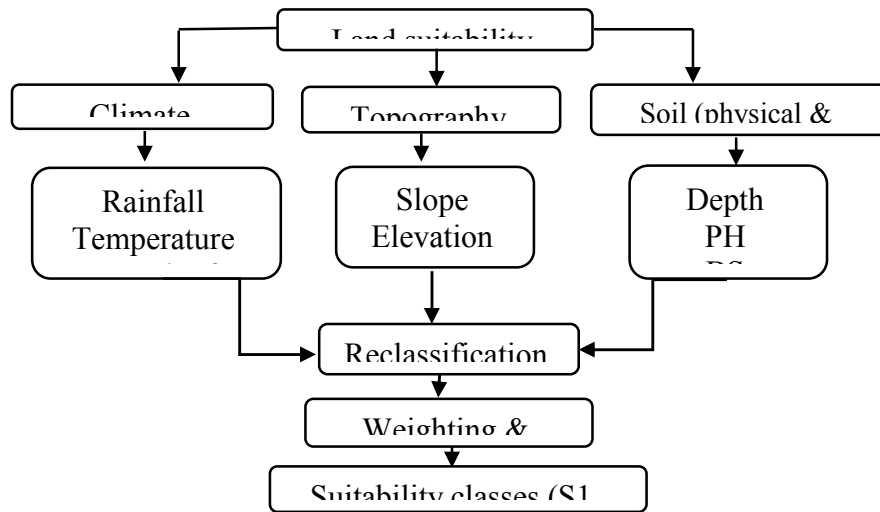 Land suitability
Climate
Topography
Soil (physical &
Rainfall
Temperature
Slope
Elevation
Depth
PH
Reclassification
Weighting &
Suitability classes (S1